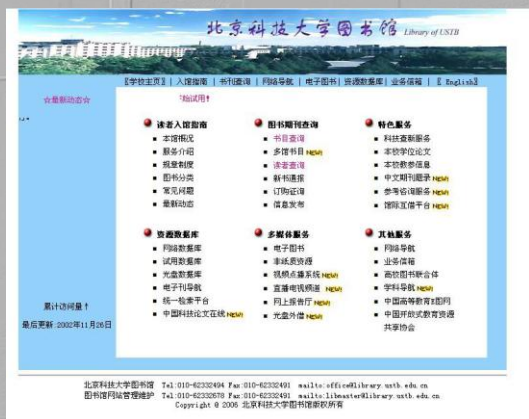 北京科技大学图书馆 Library of USTB
〖学校主页〗| 入馆指南 | 书刊查询 | 网络导航 | 电子图书 | 资源数据库 | 业务信箱 | 〖 English〗
☆最新动态☆
始试用!
读者入馆指南
本馆概况
服务介绍
规章制度
图书分类
常见问题
最新动态
图书期刊查询
书目查询
多馆书目 NEW!
读者查询
新书通报
订购征询
信息发布
特色服务
科技查新服务
本校学位论文
本校教参信息
中文期刊题录 NEW!
参考咨询服务 NEW!
馆际互借平台 NEW!
资源数据库
网络数据库
试用数据库
光盘数据库
电子刊导航
统一检索平台
中国科技论文在线 NEW!
多媒体服务
电子图书
非纸质资源
视频点播系统 NEW!
直播电视频道 NEW!
网上报告厅 NEW!
光盘外借 NEW!
其他服务
网络导航
业务信箱
高校图书联合体
学科导航 NEW!
中国高等教育X图网
中国开放式教育资源
共享协会
累计访问量!
最后更新:2002年11月26日
北京科技大学图书馆 Tel:010-62332494 Fax:010-62332491 mailto:office@library.ustb.edu.cn
图书馆网站管理维护 Tel:010-62332678 Fax:010-62332491 mailto:libmaster@library.ustb.edu.cn
Copyright @ 2006 北京科技大学图书馆版权所有